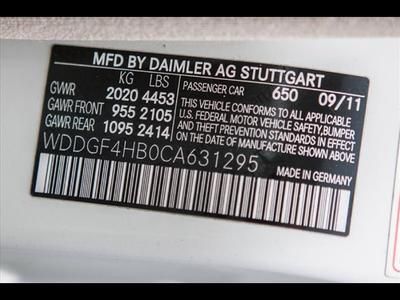 MFD BY DAIMLER AG STUTTGART
KG LBS PASSENGER CAR 650 09/11
GVWR 2020 4453 THIS VEHICLE CONFORMS TO ALL
GAWR FRONT 955 2105 APPLICABLE U.S. FEDERAL MOTOR
GAWR REAR 1095 2414 VEHICLE SAFETY, BUMPER
AND THEFT PREVENTION STANDARDS
IN EFFECT ON THE
DATE OF MANUFACTURE SHOWN ABOVE
WDDGF4HB0CA631295
MADE IN GERMANY